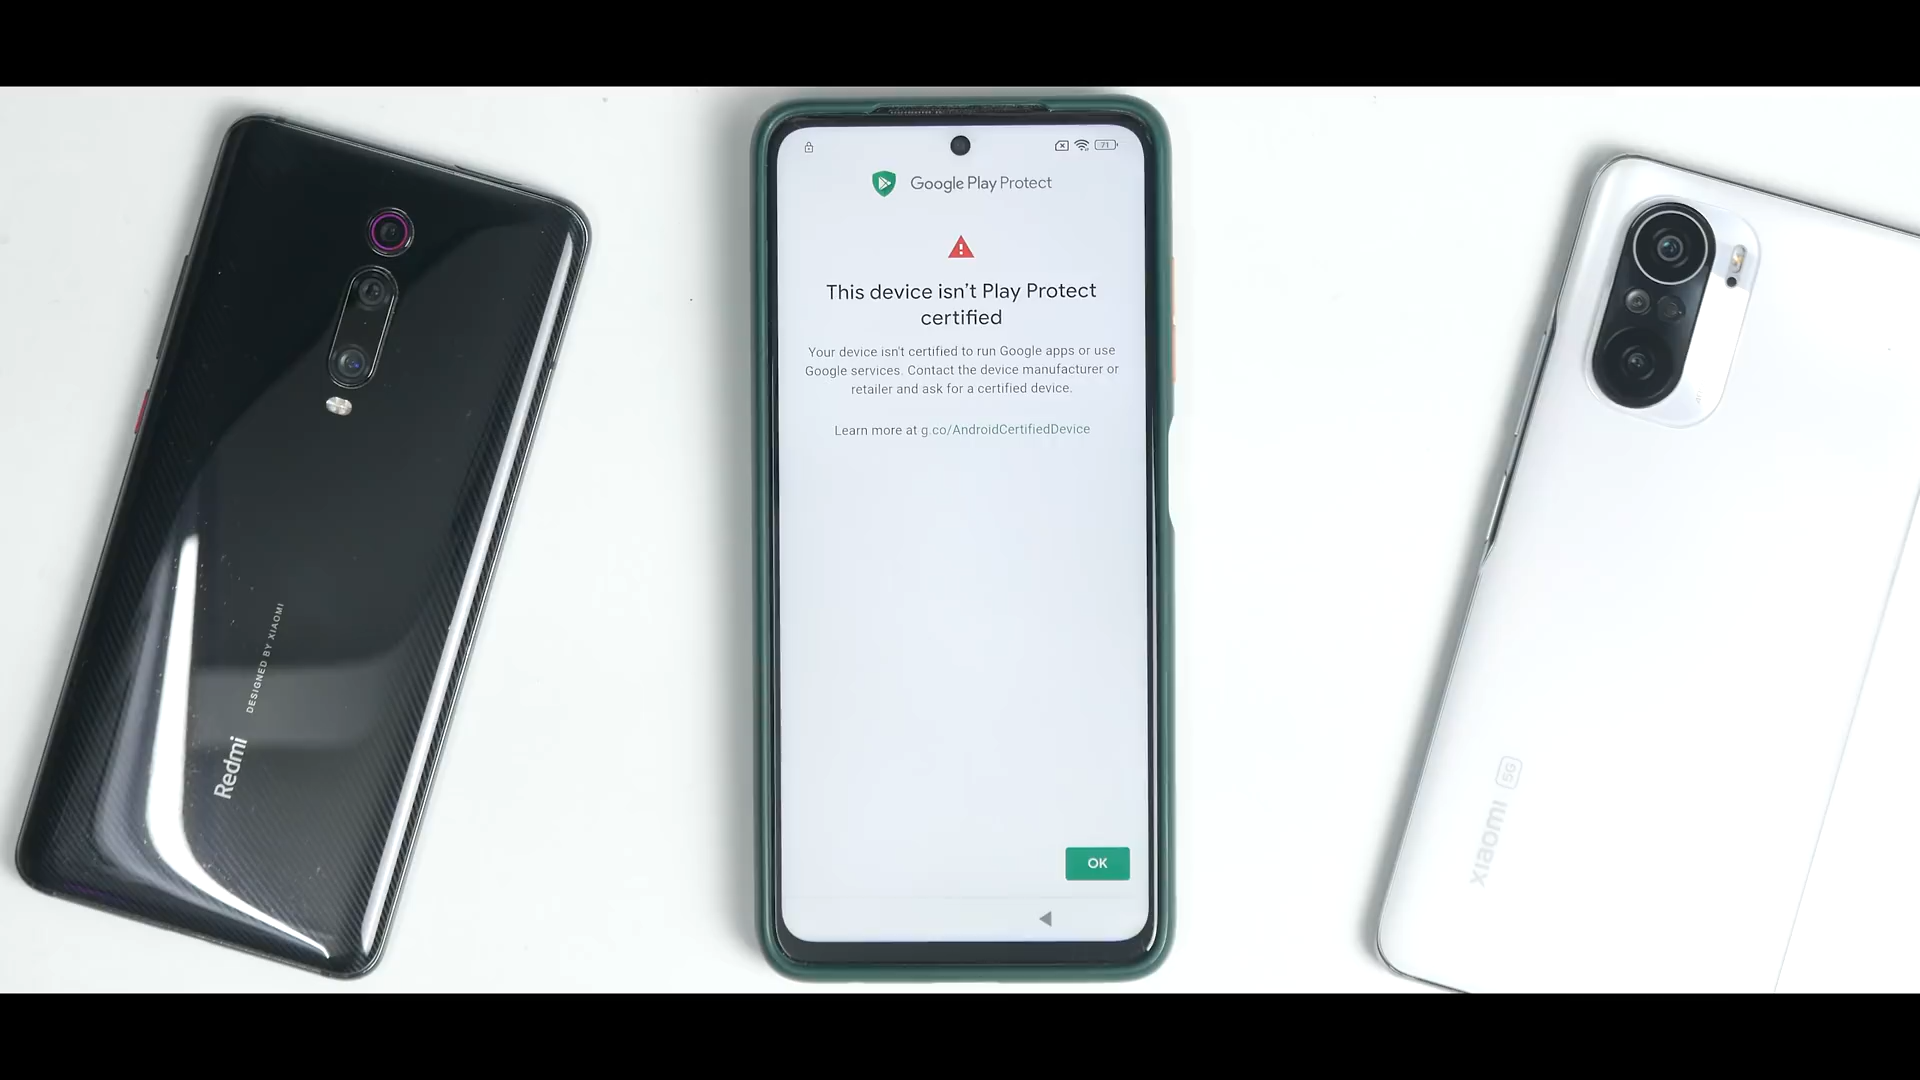 71
Google Play Protect
This device isn't Play Protect
certified
Your device isn't certified to run Google apps or use
Google services. Contact the device manufacturer or
retailer and ask for a certified device.
Learn more at g.co/AndroidCertifiedDevice
OK
Redmi
DESIGNED BY XIAOMI
XIAOMI 5G